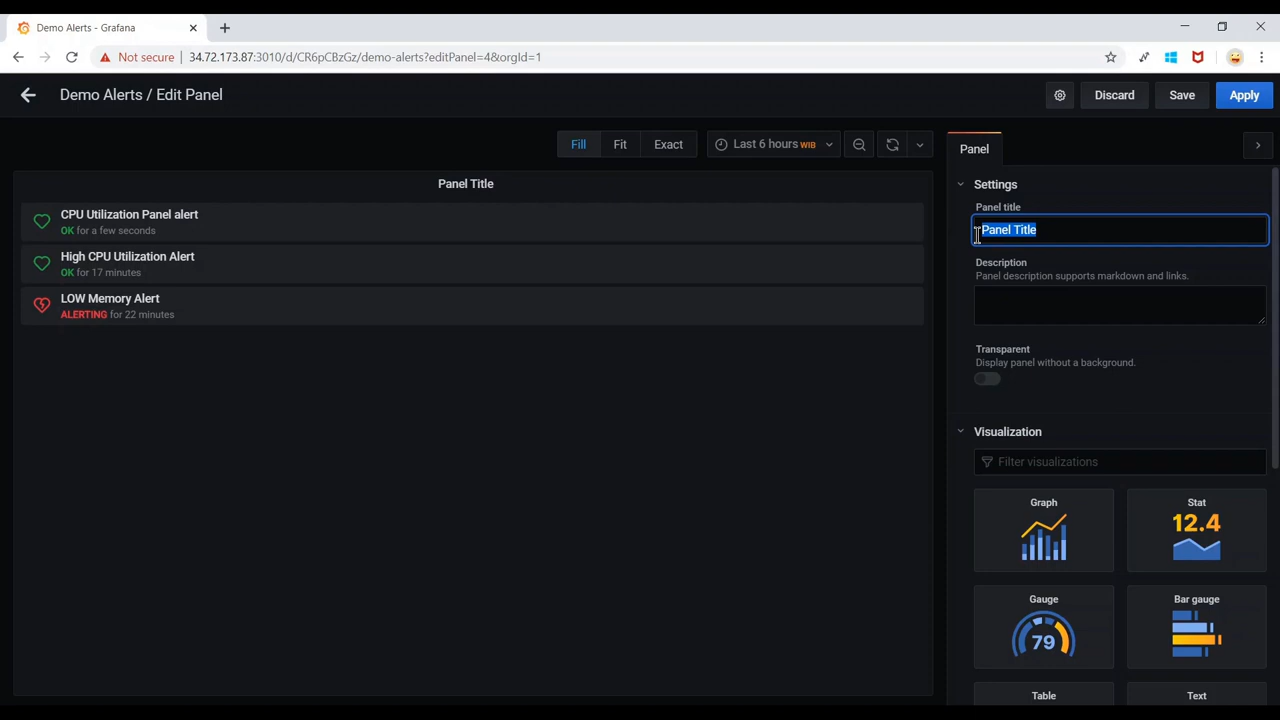 Demo Alerts - Grafana
Not secure
34.72.173.87:3010/d/CR6pCBzGz/demo-alerts?editPanel=4&orgId=1
Demo Alerts / Edit Panel
Discard
Save
Apply
Fill
Fit
Exact
Last 6 hours WIB
Panel
Settings
Panel title
Panel Title
Description
Panel description supports markdown and links.
Transparent
Display panel without a background.
Visualization
Filter visualizations
Graph
Stat
12.4
Gauge
79
Bar gauge
Table
Text
Panel Title
CPU Utilization Panel alert
OK for a few seconds
High CPU Utilization Alert
OK for 17 minutes
LOW Memory Alert
ALERTING for 22 minutes